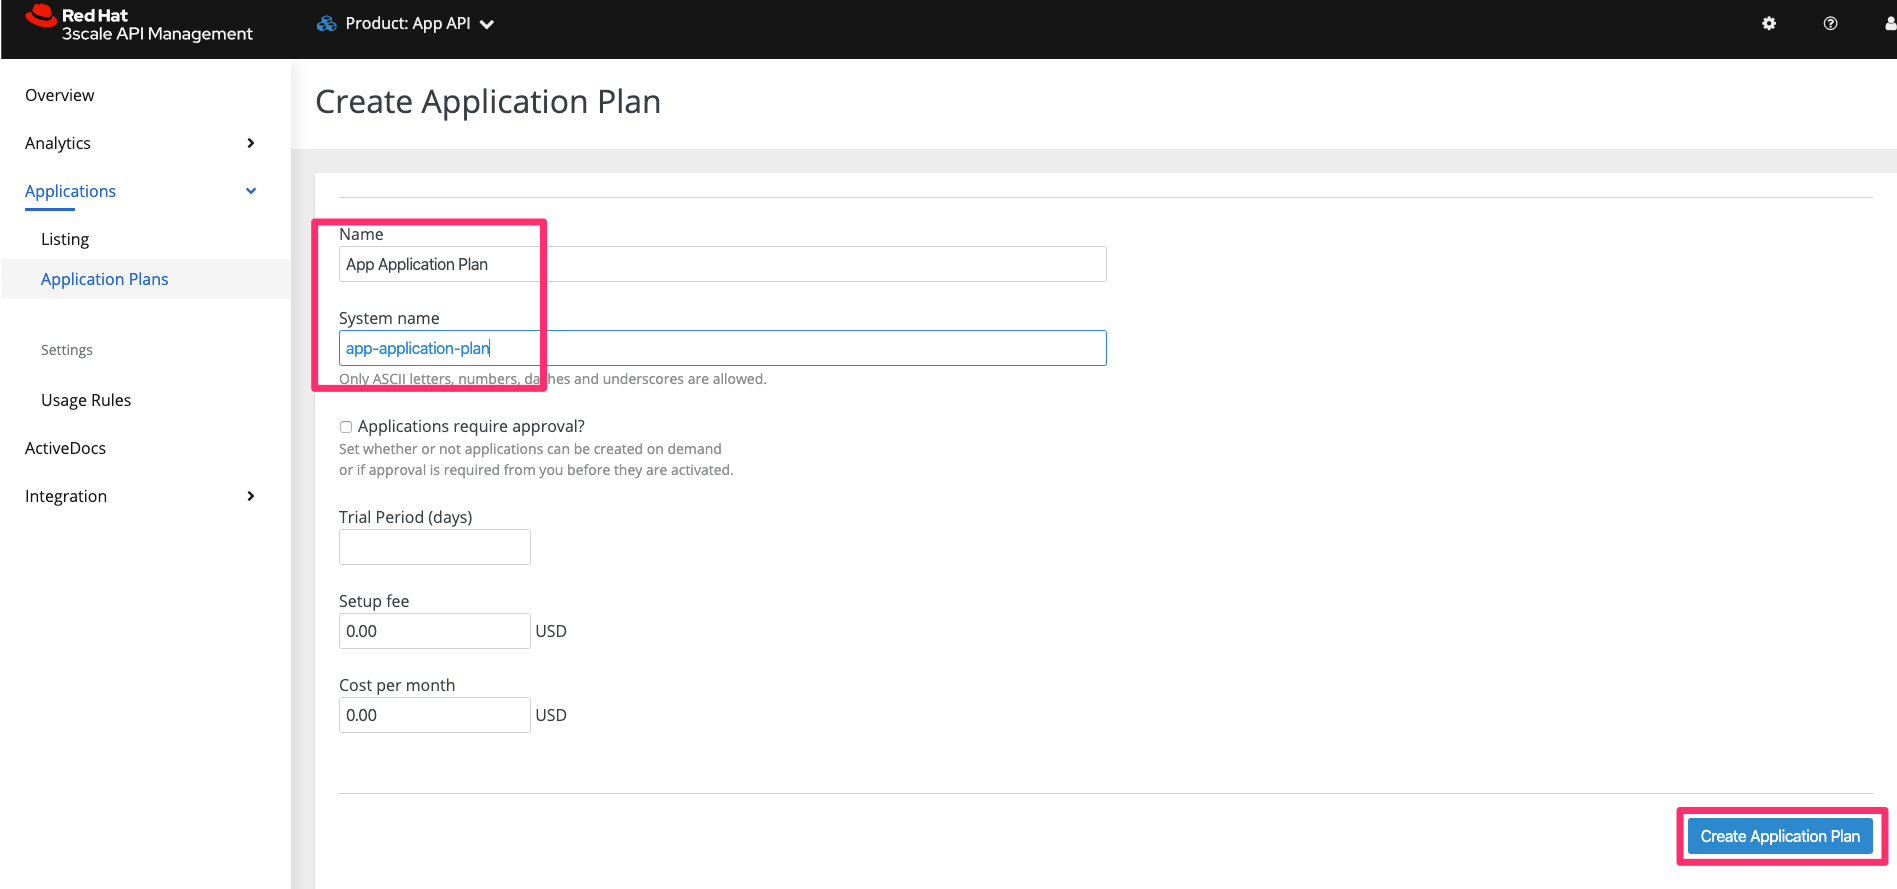 Red Hat
3scale API Management
Product: App API
Overview
Analytics
Applications
Listing
Application Plans
Settings
Usage Rules
ActiveDocs
Integration
Create Application Plan
Name
App Application Plan
System name
app-application-plan
Only ASCII letters, numbers, dashes and underscores are allowed.
Applications require approval?
Set whether or not applications can be created on demand
or if approval is required from you before they are activated.
Trial Period (days)
Setup fee
0.00 USD
Cost per month
0.00 USD
Create Application Plan